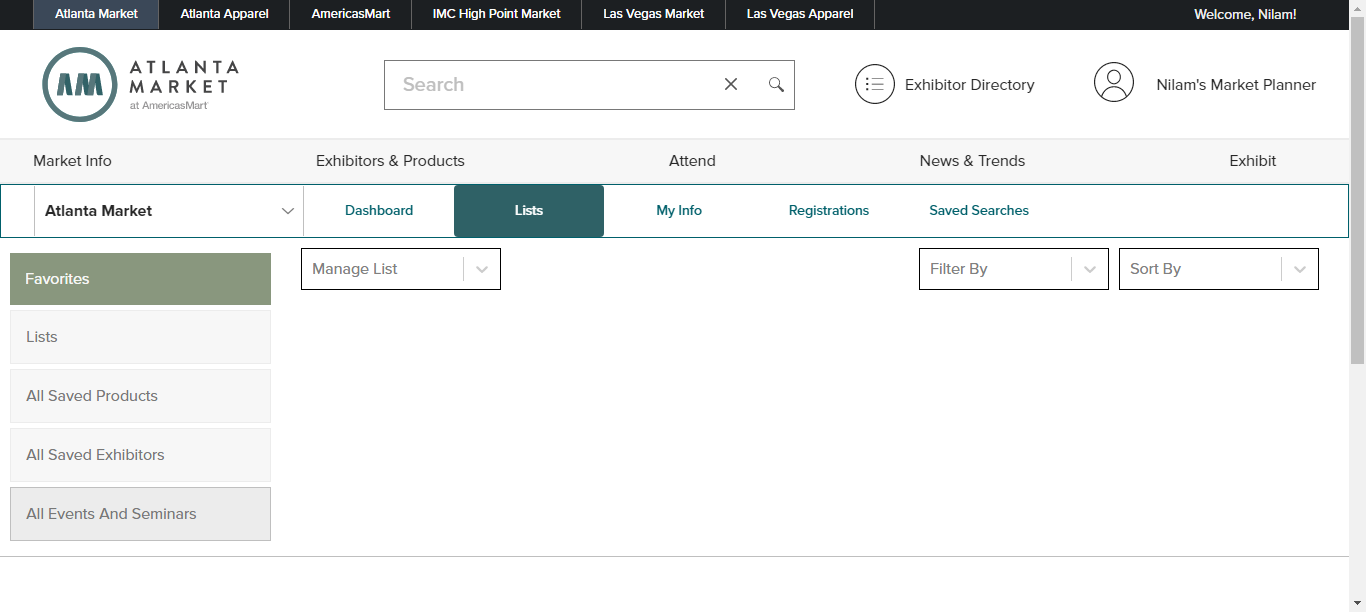 Atlanta Market Atlanta Apparel AmericasMart IMC High Point Market Las Vegas Market Las Vegas Apparel Welcome, Nilam!
AM ATLANTA
MARKET
at AmericasMart
Search
Exhibitor Directory
Nilam's Market Planner
Market Info Exhibitors & Products Attend News & Trends Exhibit
Atlanta Market Dashboard Lists My Info Registrations Saved Searches
Favorites
Manage List Filter By Sort By
Lists
All Saved Products
All Saved Exhibitors
All Events And Seminars